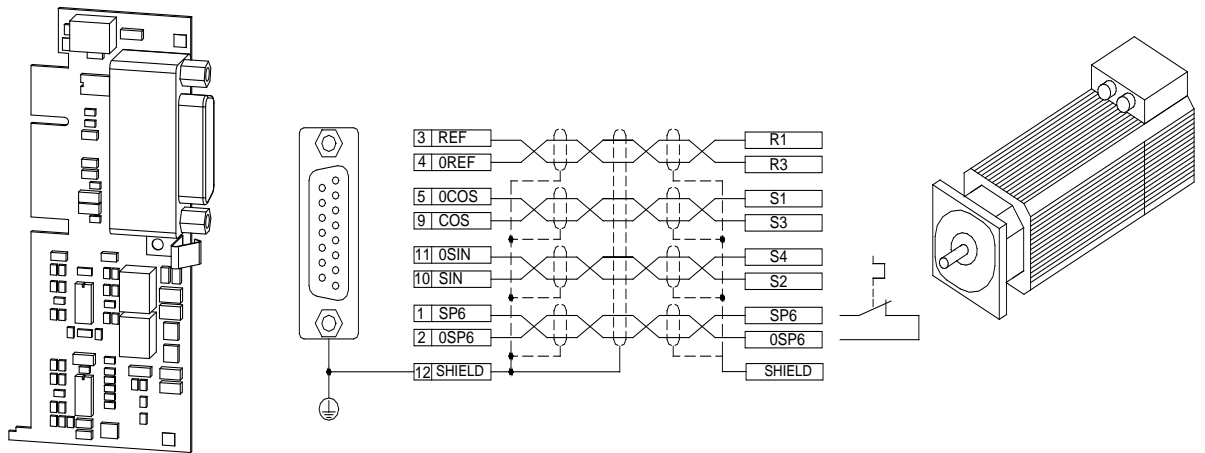 3 REF R1
4 0REF R3
5 0COS S1
9 COS S3
11 0SIN S4
10 SIN S2
1 SP6 SP6
2 0SP6 0SP6
12 SHIELD SHIELD